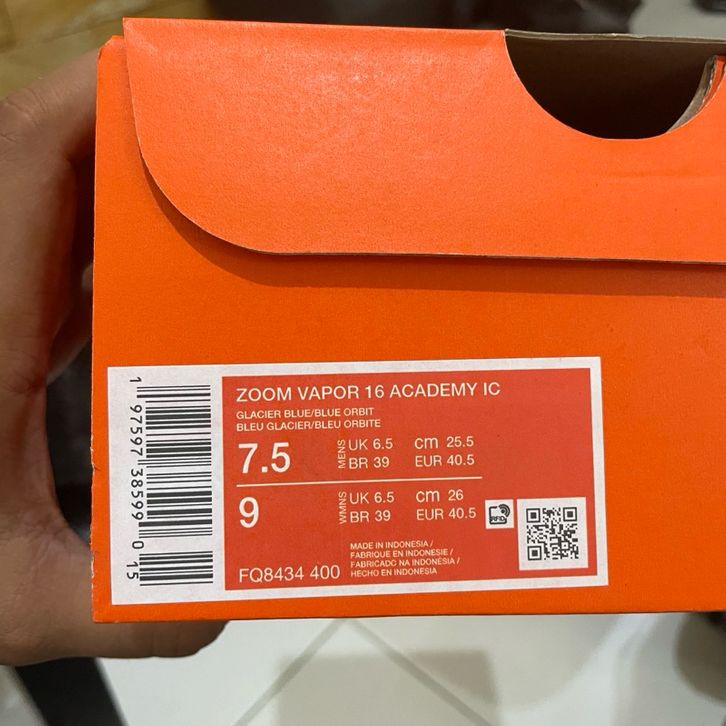 ZOOM VAPOR 16 ACADEMY IC
GLACIER BLUE/BLUE ORBIT
BLEU GLACIER/BLEU ORBITE
7.5 MENS UK 6.5 cm 25.5
BR 39 EUR 40.5
9 WMNS UK 6.5 cm 26
BR 39 EUR 40.5
RFID
MADE IN INDONESIA /
FABRIQUE EN INDONESIE /
FABRICADO NA INDONÉSIA /
HECHO EN INDONESIA
FQ8434 400
1 97597 38599 0 15